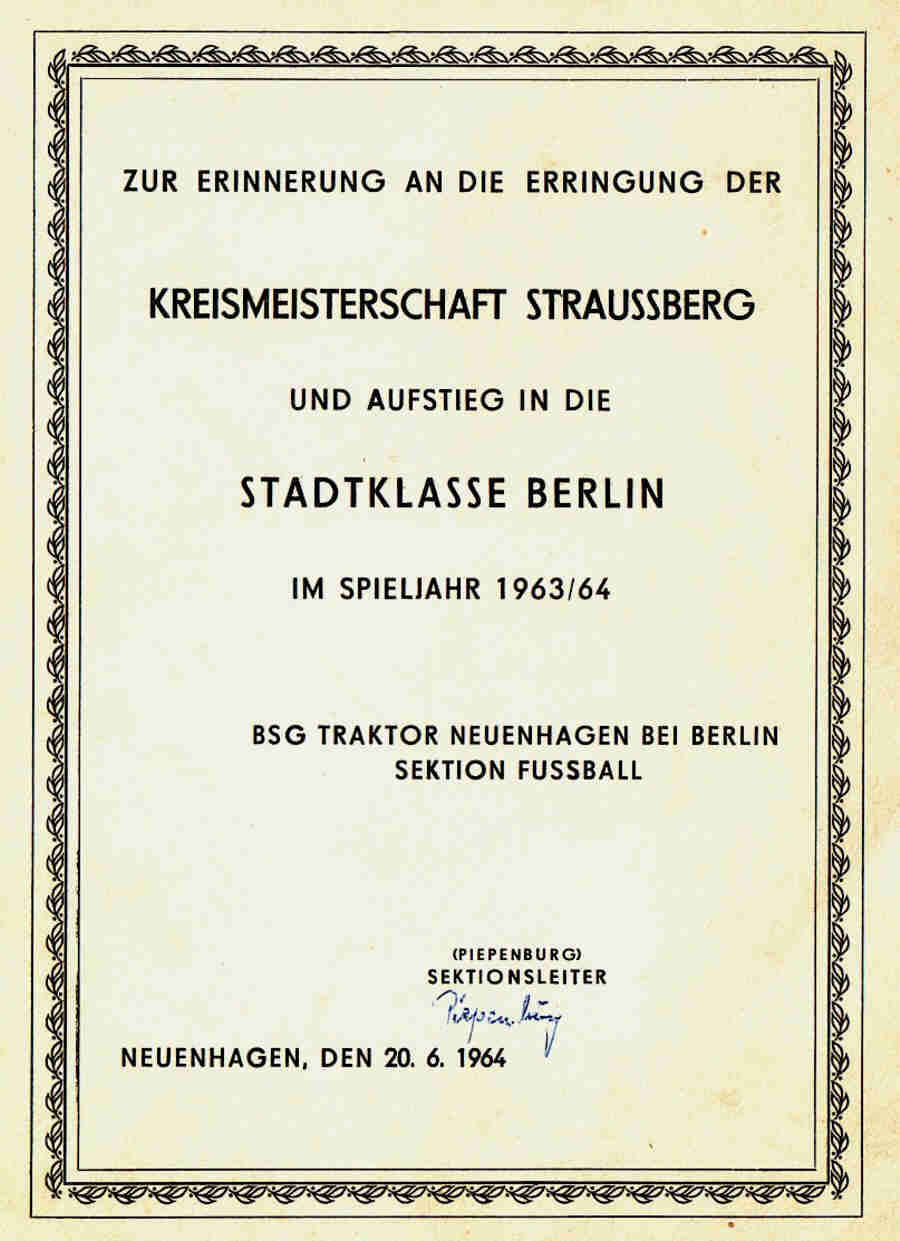 ZUR ERINNERUNG AN DIE ERRINGUNG DER
KREISMEISTERSCHAFT STRAUSSBERG
UND AUFSTIEG IN DIE
STADTKLASSE BERLIN
IM SPIELJAHR 1963/64
BSG TRAKTOR NEUENHAGEN BEI BERLIN
SEKTION FUSSBALL
(PIEPENBURG)
SEKTIONSLEITER
Piepenburg
NEUENHAGEN, DEN 20. 6. 1964